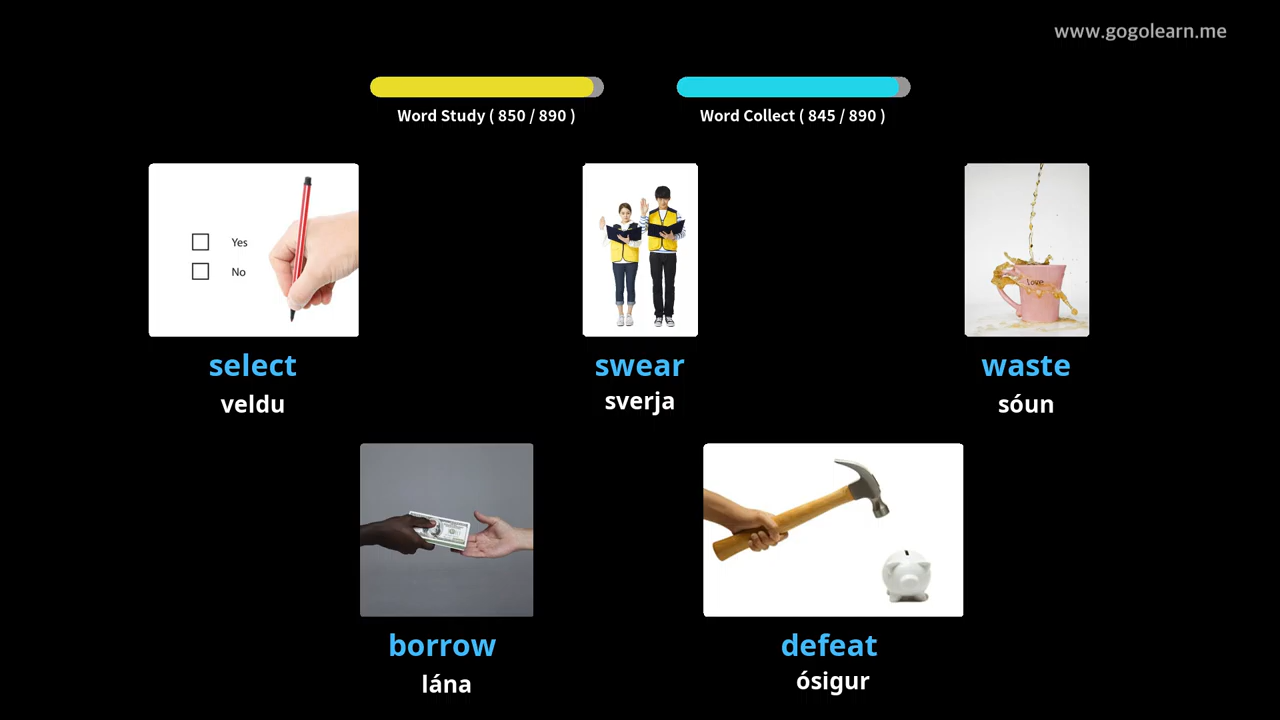 www.gogolearn.me
Word Study ( 850 / 890 )
Word Collect ( 845 / 890 )
Yes
No
Love
select
swear
waste
veldu
sverja
sóun
borrow
defeat
lána
ósigur